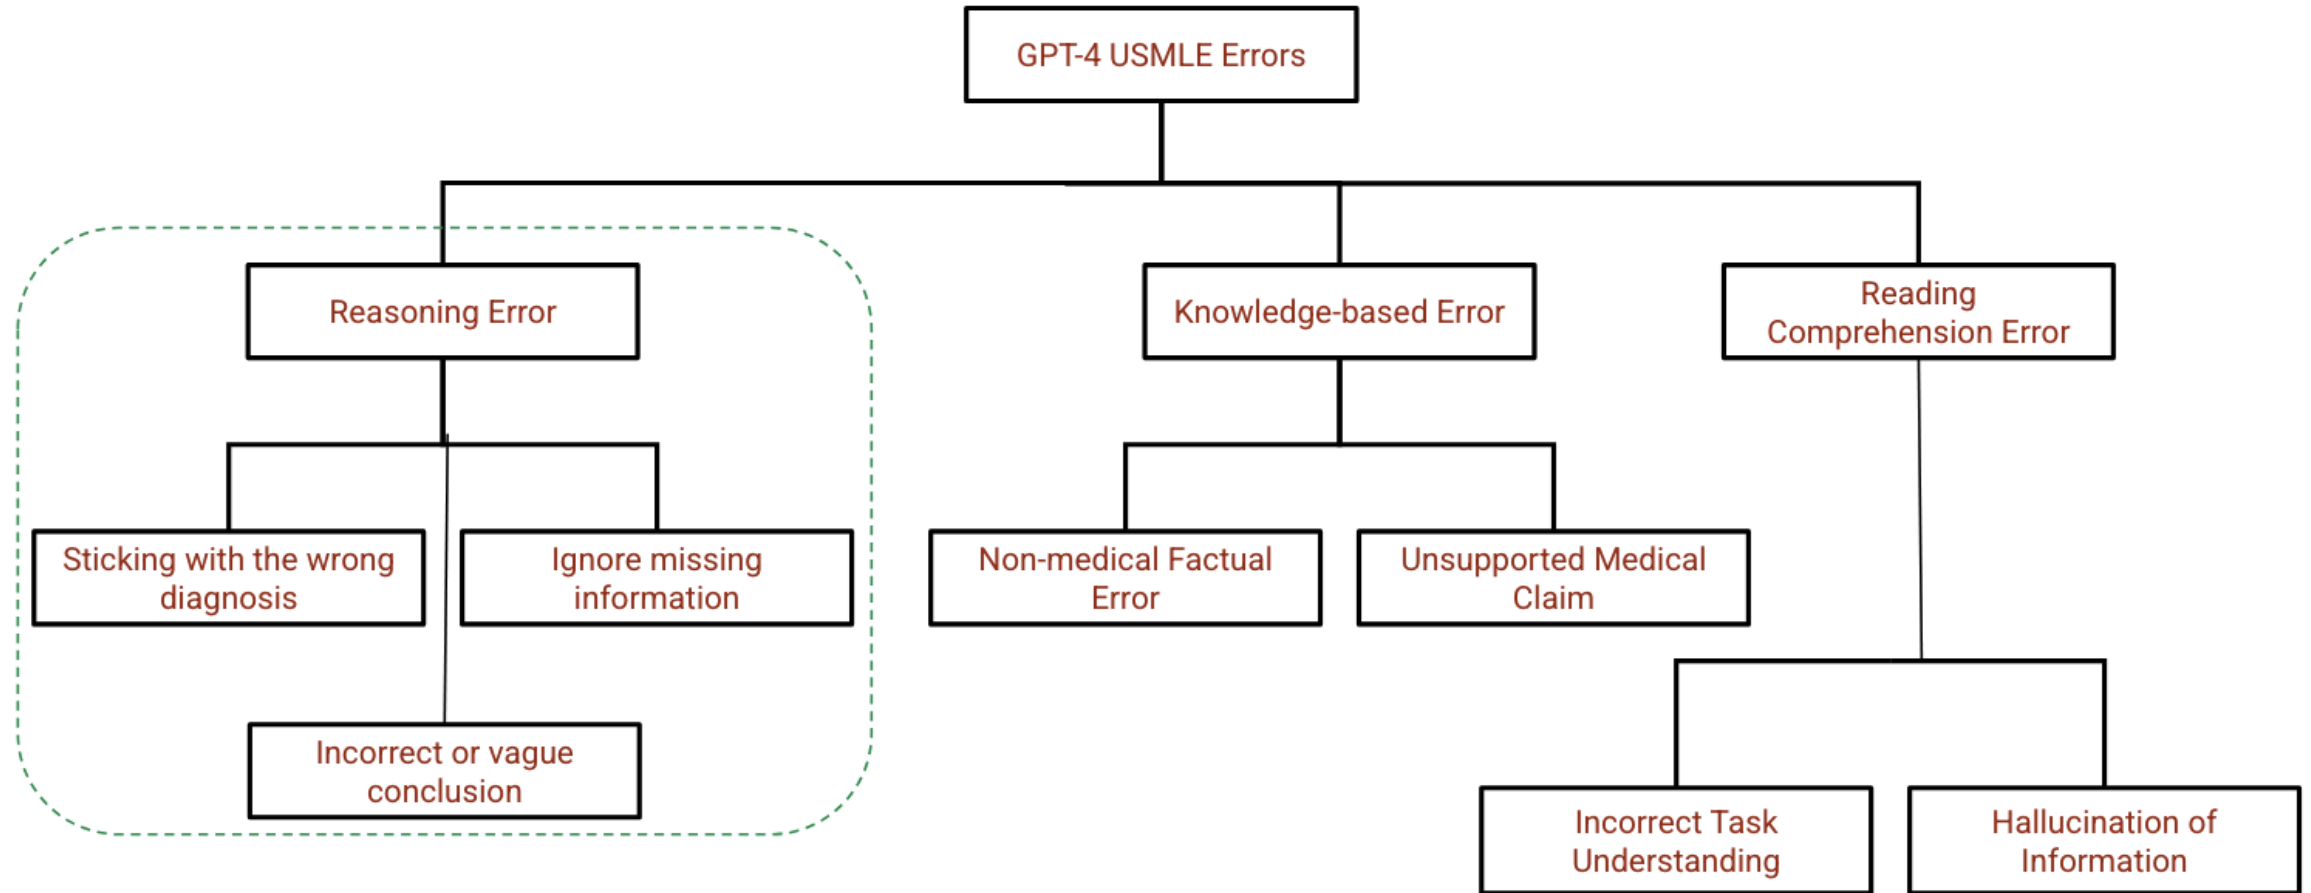 GPT-4 USMLE Errors
Reasoning Error
Knowledge-based Error
Reading
Comprehension Error
Sticking with the wrong
diagnosis
Ignore missing
information
Non-medical Factual
Error
Unsupported Medical
Claim
Incorrect or vague
conclusion
Incorrect Task
Understanding
Hallucination of
Information